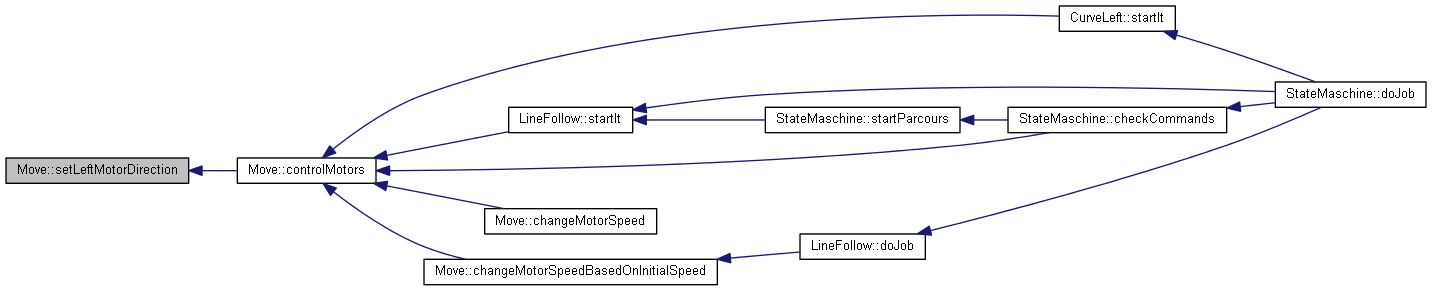 CurveLeft::startIt
StateMaschine::doJob
LineFollow::startIt
StateMaschine::startParcours
StateMaschine::checkCommands
Move::setLeftMotorDirection
Move::controlMotors
Move::changeMotorSpeed
LineFollow::doJob
Move::changeMotorSpeedBasedOnInitialSpeed